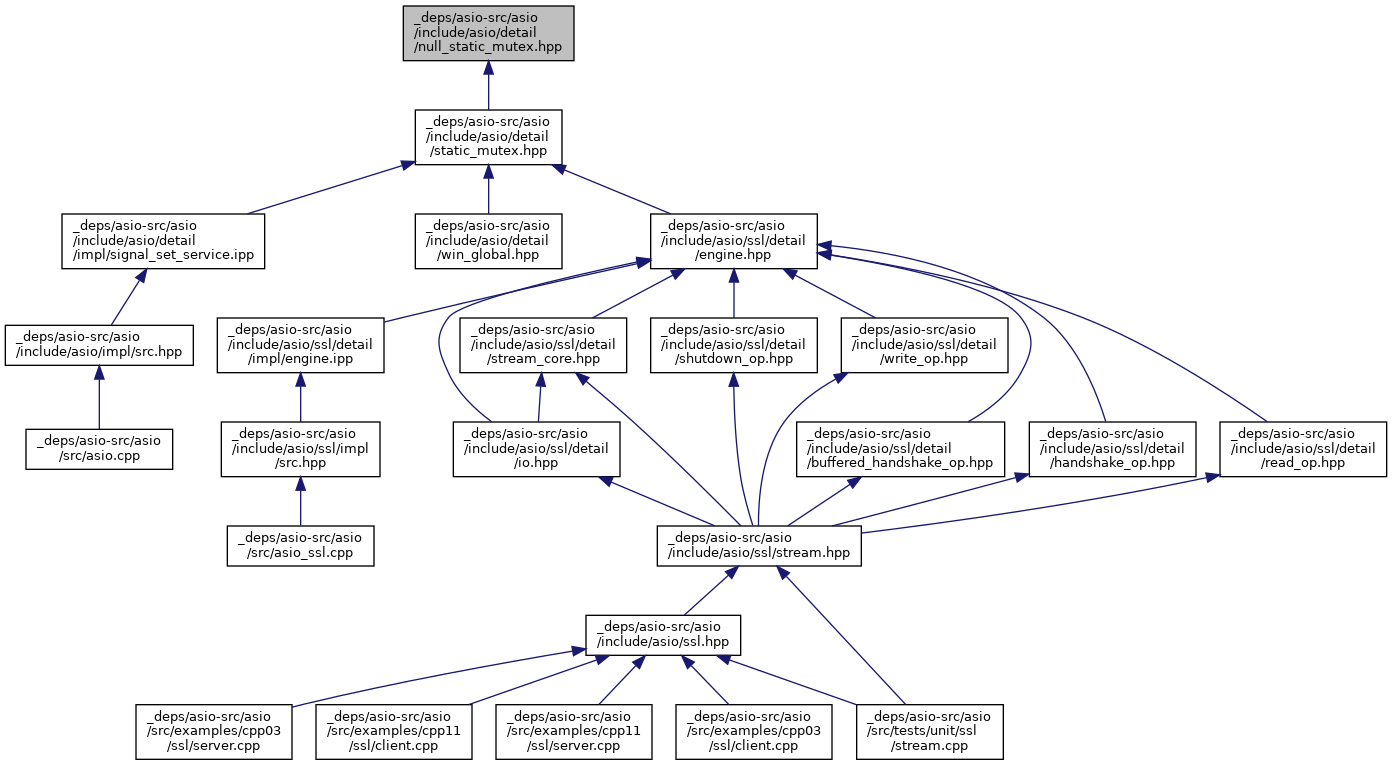 _deps/asio-src/asio
/include/asio/detail
/null_static_mutex.hpp
_deps/asio-src/asio
/include/asio/detail
/static_mutex.hpp
_deps/asio-src/asio
/include/asio/detail
/impl/signal_set_service.ipp
_deps/asio-src/asio
/include/asio/detail
/win_global.hpp
_deps/asio-src/asio
/include/asio/ssl/detail
/engine.hpp
_deps/asio-src/asio
/include/asio/impl/src.hpp
_deps/asio-src/asio
/include/asio/ssl/detail
/impl/engine.ipp
_deps/asio-src/asio
/include/asio/ssl/detail
/stream_core.hpp
_deps/asio-src/asio
/include/asio/ssl/detail
/shutdown_op.hpp
_deps/asio-src/asio
/include/asio/ssl/detail
/write_op.hpp
_deps/asio-src/asio
/src/asio.cpp
_deps/asio-src/asio
/include/asio/ssl/impl
/src.hpp
_deps/asio-src/asio
/include/asio/ssl/detail
/io.hpp
_deps/asio-src/asio
/include/asio/ssl/detail
/buffered_handshake_op.hpp
_deps/asio-src/asio
/include/asio/ssl/detail
/handshake_op.hpp
_deps/asio-src/asio
/include/asio/ssl/detail
/read_op.hpp
_deps/asio-src/asio
/src/asio_ssl.cpp
_deps/asio-src/asio
/include/asio/ssl/stream.hpp
_deps/asio-src/asio
/include/asio/ssl.hpp
_deps/asio-src/asio
/src/examples/cpp03
/ssl/server.cpp
_deps/asio-src/asio
/src/examples/cpp11
/ssl/client.cpp
_deps/asio-src/asio
/src/examples/cpp11
/ssl/server.cpp
_deps/asio-src/asio
/src/examples/cpp03
/ssl/client.cpp
_deps/asio-src/asio
/src/tests/unit/ssl
/stream.cpp